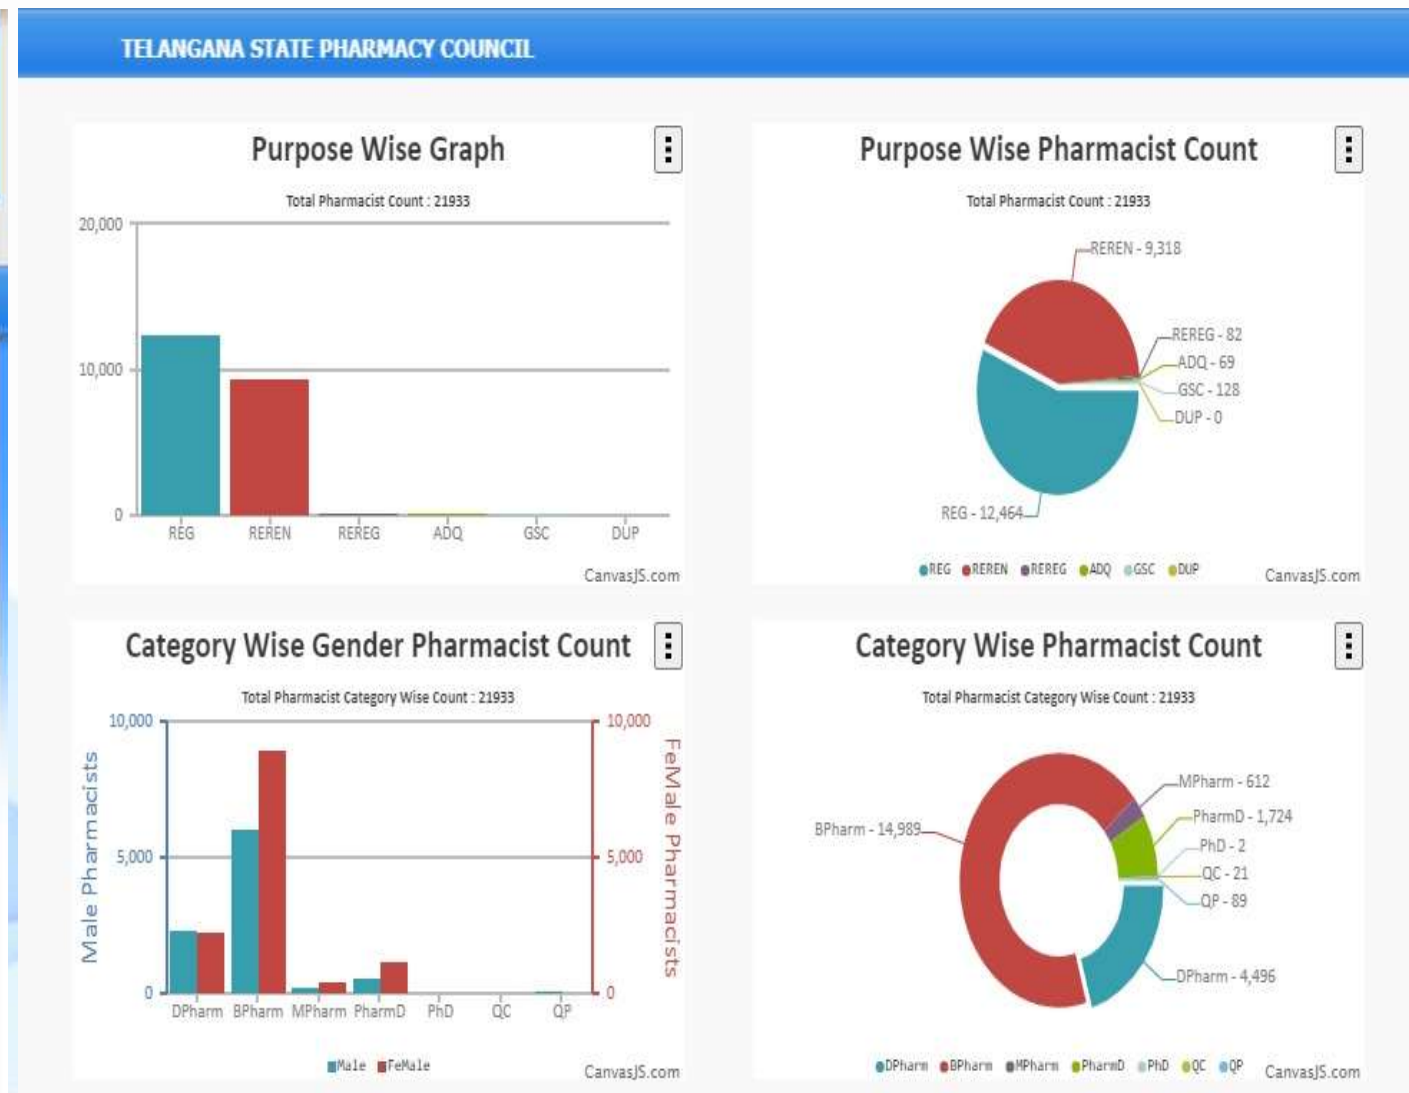 TELANGANA STATE PHARMACY COUNCIL
Purpose Wise Graph
Total Pharmacist Count : 21933
20,000
10,000
0
REG REREN REREG ADQ GSC DUP
CanvasJS.com
Purpose Wise Pharmacist Count
Total Pharmacist Count : 21933
REREN - 9,318
REREG - 82
ADQ - 69
GSC - 128
DUP - 0
REG - 12,464
REG REREN REREG ADQ GSC DUP
CanvasJS.com
Category Wise Gender Pharmacist Count
Total Pharmacist Category Wise Count : 21933
Male Pharmacists
10,000
5,000
0
10,000
5,000
0
FeMale Pharmacists
DPharm BPharm MPharm PharmD PhD QC QP
Male FeMale
CanvasJS.com
Category Wise Pharmacist Count
Total Pharmacist Category Wise Count : 21933
MPharm - 612
PharmD - 1,724
BPharm - 14,989
PhD - 2
QC - 21
QP - 89
DPharm - 4,496
DPharm BPharm MPharm PharmD PhD QC QP
CanvasJS.com